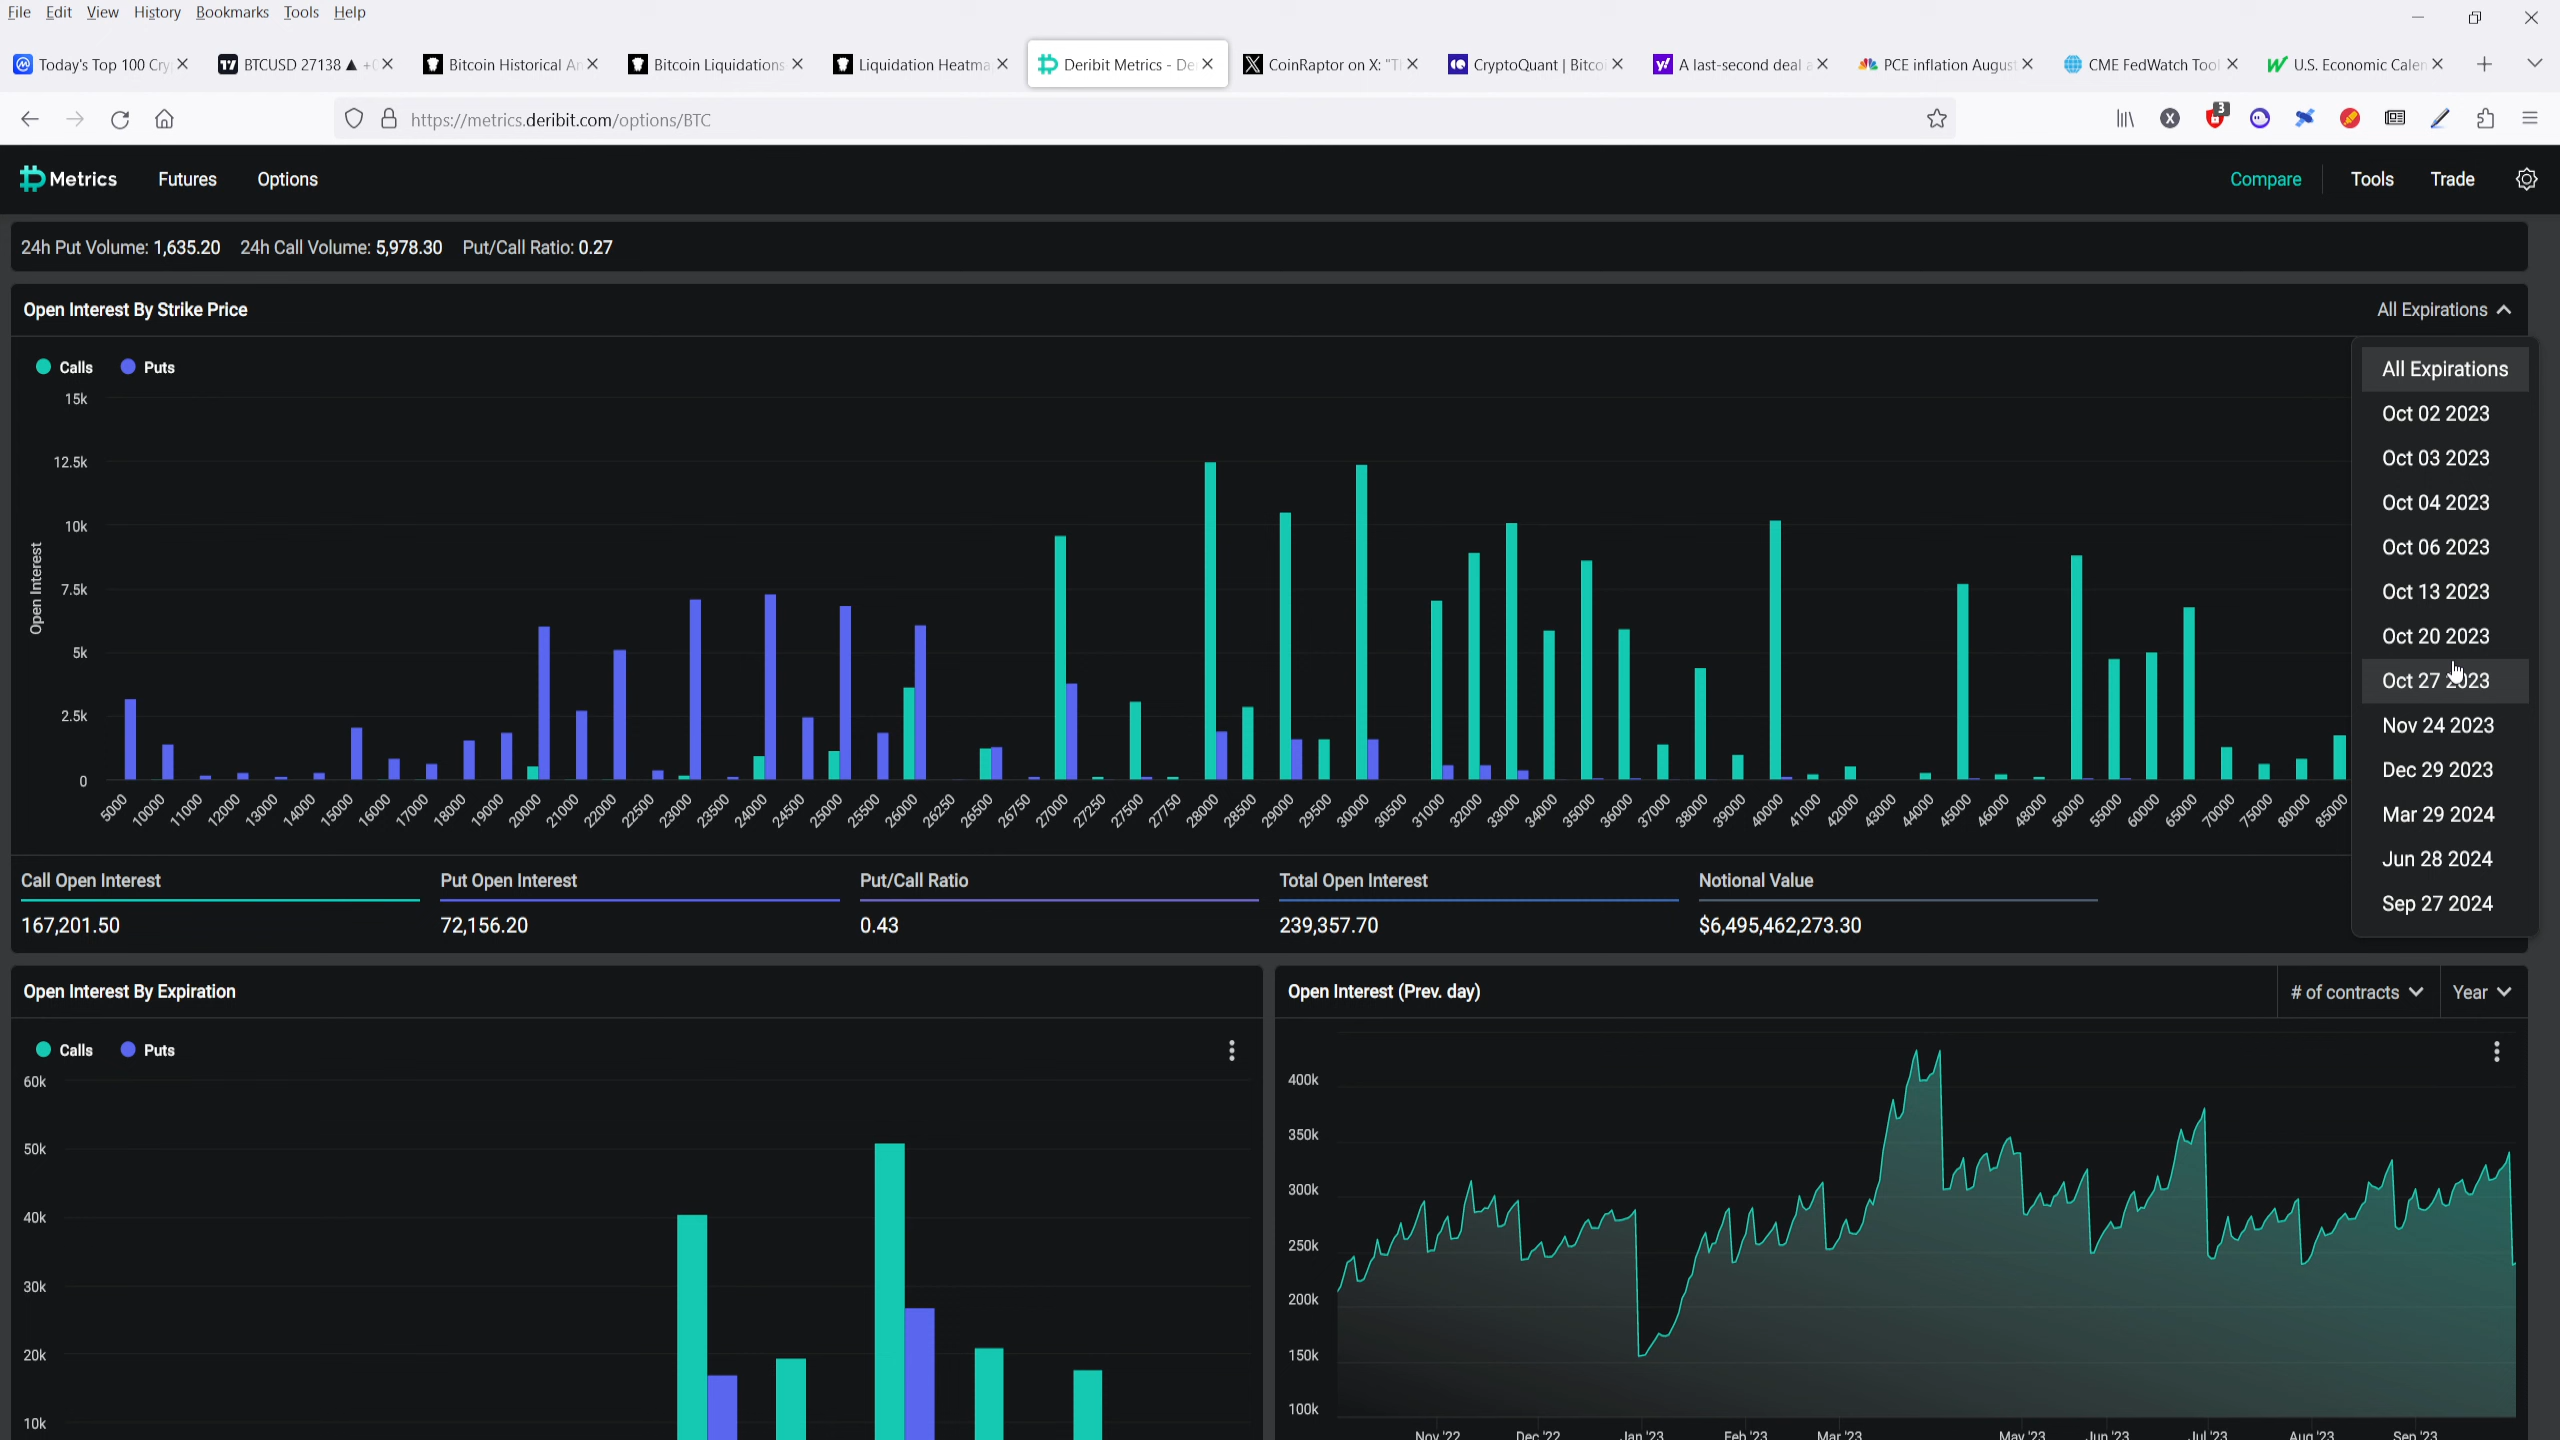 File Edit View History Bookmarks Tools Help
Today's Top 100 Cry
BTCUSD 27138 ▲ +0
Bitcoin Historical An
Bitcoin Liquidations
Liquidation Heatma
Deribit Metrics - De
CoinRaptor on X: "Th
CryptoQuant | Bitcoi
A last-second deal a
PCE inflation August
CME FedWatch Tool
U.S. Economic Calen
https://metrics.deribit.com/options/BTC
3
Metrics Futures Options Compare Tools Trade
24h Put Volume: 1,635.20 24h Call Volume: 5,978.30 Put/Call Ratio: 0.27
Open Interest By Strike Price All Expirations
Calls Puts
15k
12.5k
10k
7.5k
5k
2.5k
0
Open Interest
5000 10000 11000 12000 13000 14000 15000 16000 17000 18000 19000 20000 21000 22000 22500 23000 23500 24000 24500 25000 25500 26000 26250 26500 26750 27000 27250 27500 27750 28000 28500 29000 29500 30000 30500 31000 32000 33000 34000 35000 36000 37000 38000 39000 40000 41000 42000 43000 44000 45000 46000 48000 50000 55000 60000 65000 70000 75000 80000 85000
All Expirations
Oct 02 2023
Oct 03 2023
Oct 04 2023
Oct 06 2023
Oct 13 2023
Oct 20 2023
Oct 27 2023
Nov 24 2023
Dec 29 2023
Mar 29 2024
Jun 28 2024
Sep 27 2024
Call Open Interest Put Open Interest Put/Call Ratio Total Open Interest Notional Value
167,201.50 72,156.20 0.43 239,357.70 $6,495,462,273.30
Open Interest By Expiration
Calls Puts
60k
50k
40k
30k
20k
10k
Open Interest (Prev. day) # of contracts Year
400k
350k
300k
250k
200k
150k
100k
Nov '22 Dec '22 Jan '23 Feb '23 Mar '23 May '23 Jun '23 Jul '23 Aug '23 Sep '23